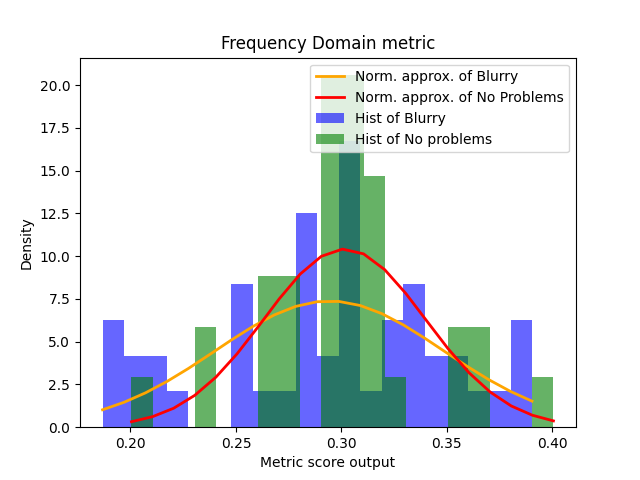 Frequency Domain metric
Norm. approx. of Blurry
Norm. approx. of No Problems
Hist of Blurry
Hist of No problems
Density
20.0
17.5
15.0
12.5
10.0
7.5
5.0
2.5
0.0
0.20 0.25 0.30 0.35 0.40
Metric score output